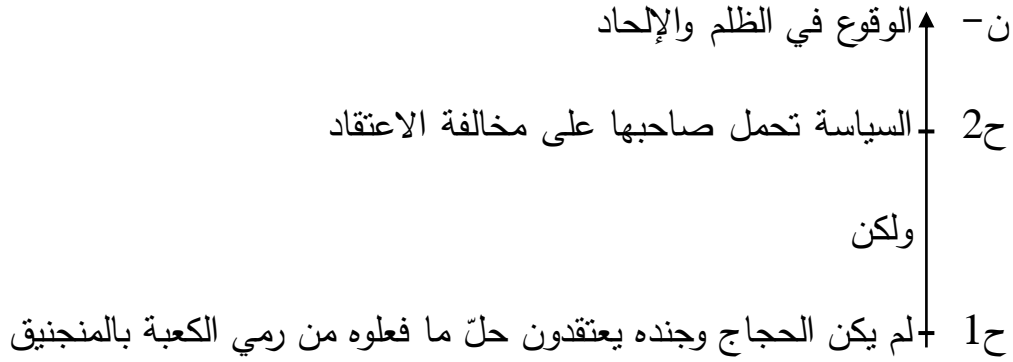 ن- الوقوع في الظلم والإلحاد
ح2 السياسة تحمل صاحبها على مخالفة الاعتقاد
ولكن
ح1 لم يكن الحجاج وجنده يعتقدون حلّ ما فعلوه من رمي الكعبة بالمنجنيق